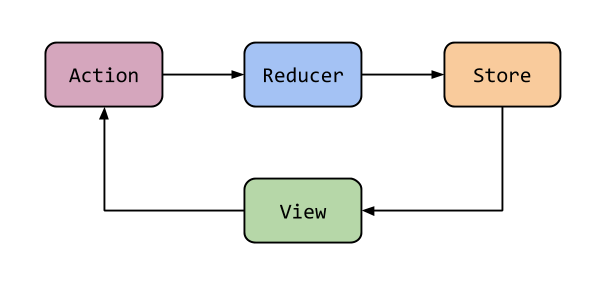 Action
Reducer
Store
View